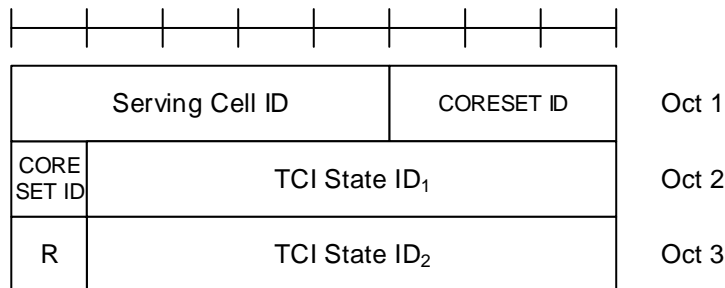 Serving Cell ID CORESET ID Oct 1
CORE
SET ID
TCI State ID₁ Oct 2
R TCI State ID₂ Oct 3